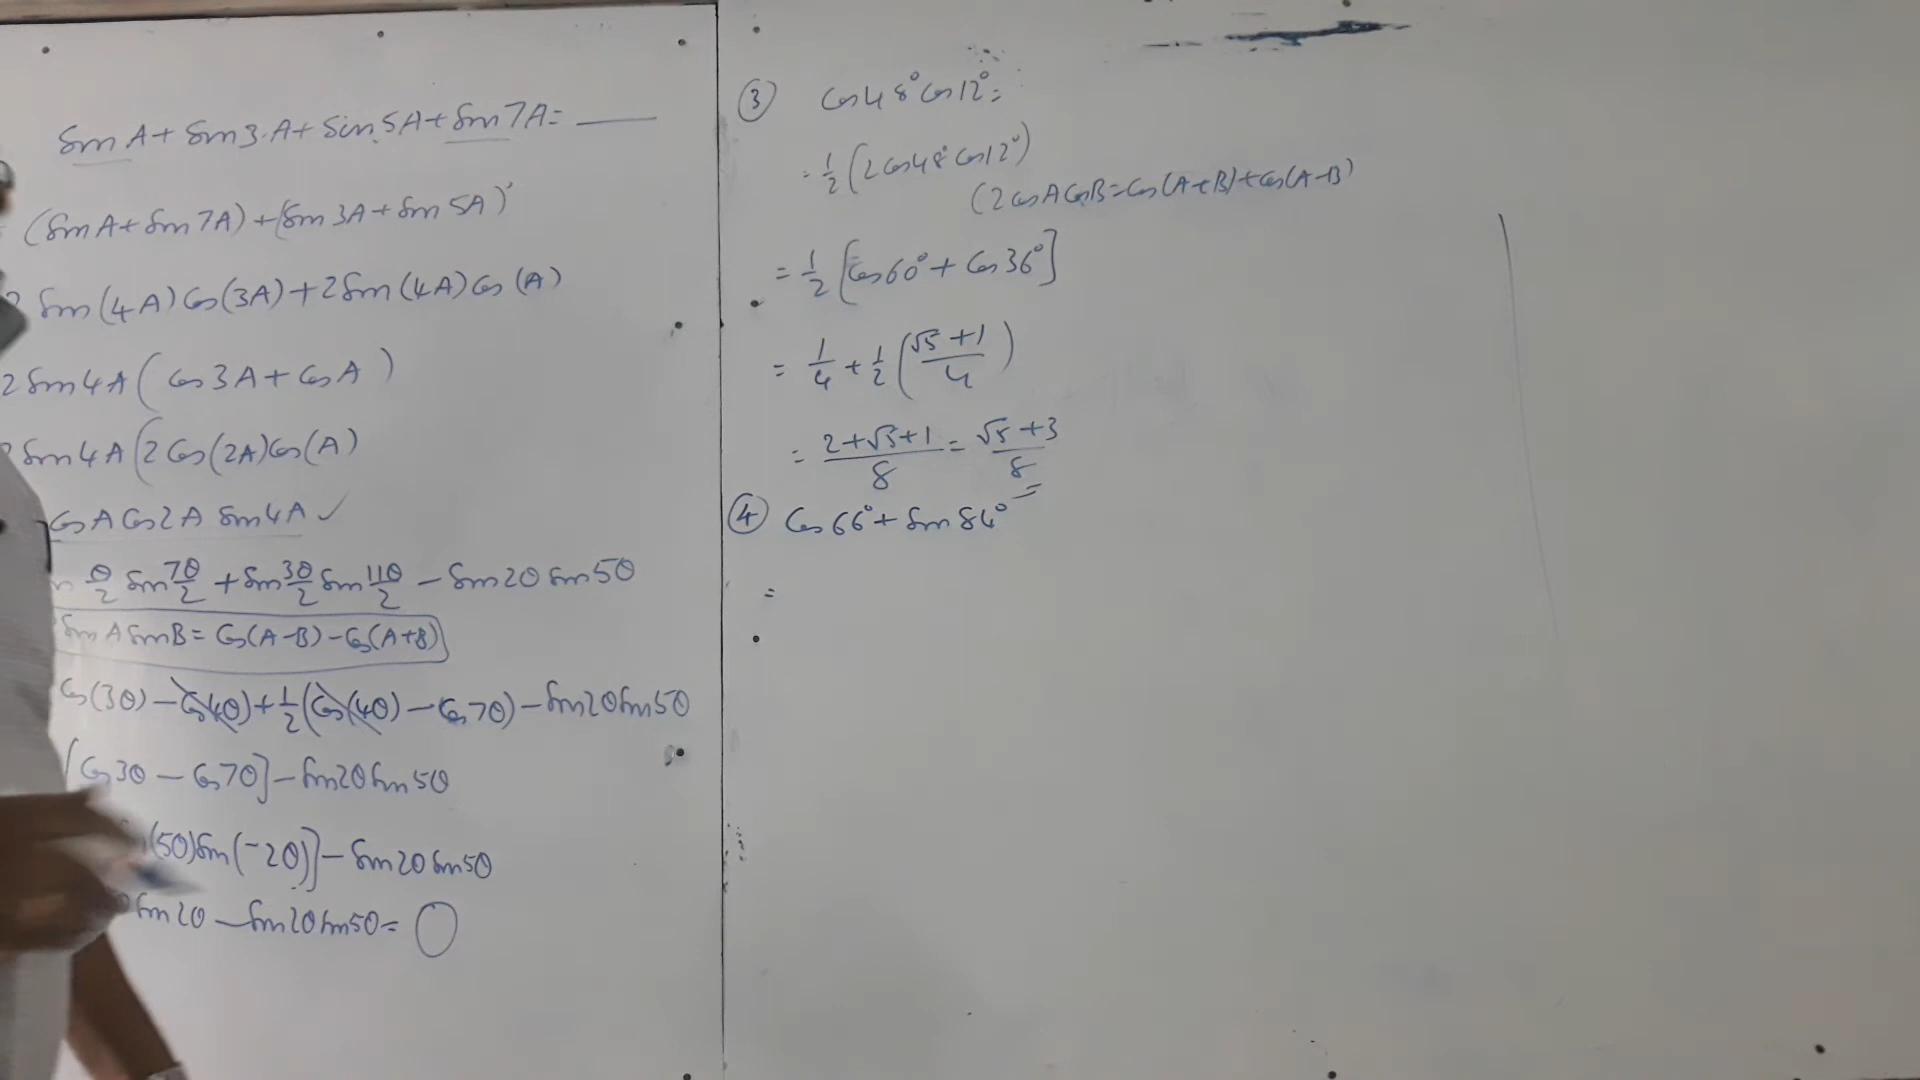 Sin A + Sin 3A + Sin 5A + Sin 7A = ____
(Sin A + Sin 7A) + (Sin 3A + Sin 5A)
2 Sin(4A) Cos(3A) + 2 Sin(4A) Cos(A)
2 Sin 4A (Cos 3A + Cos A)
2 Sin 4A (2 Cos(2A) Cos(A)
Cos A Cos 2A Sin 4A ✓
θ/2 Sin 7θ/2 + Sin 3θ/2 Sin 11θ/2 - Sin 2θ Sin 5θ
Sin A Sin B = Cos(A-B) - Cos(A+B)
Cos(3θ) - Cos 4θ) + 1/2 (Cos(4θ) - Cos 7θ) - Sin 2θ Sin 5θ
[Cos 3θ - Cos 7θ] - Sin 2θ Sin 5θ
(5θ) Sin(-2θ)] - Sin 2θ Sin 5θ
Sin 2θ - Sin 2θ Sin 5θ = 0
③ Cos 48° Cos 12° =
= 1/2 (2 Cos 48° Cos 12°)
(2 Cos A Cos B = Cos(A+B) + Cos(A-B)
= 1/2 [Cos 60° + Cos 36°]
= 1/4 + 1/2 (√5 + 1 / 4)
= 2 + √5 + 1 / 8 = √5 + 3 / 8
④ Cos 66° + Sin 84°
=